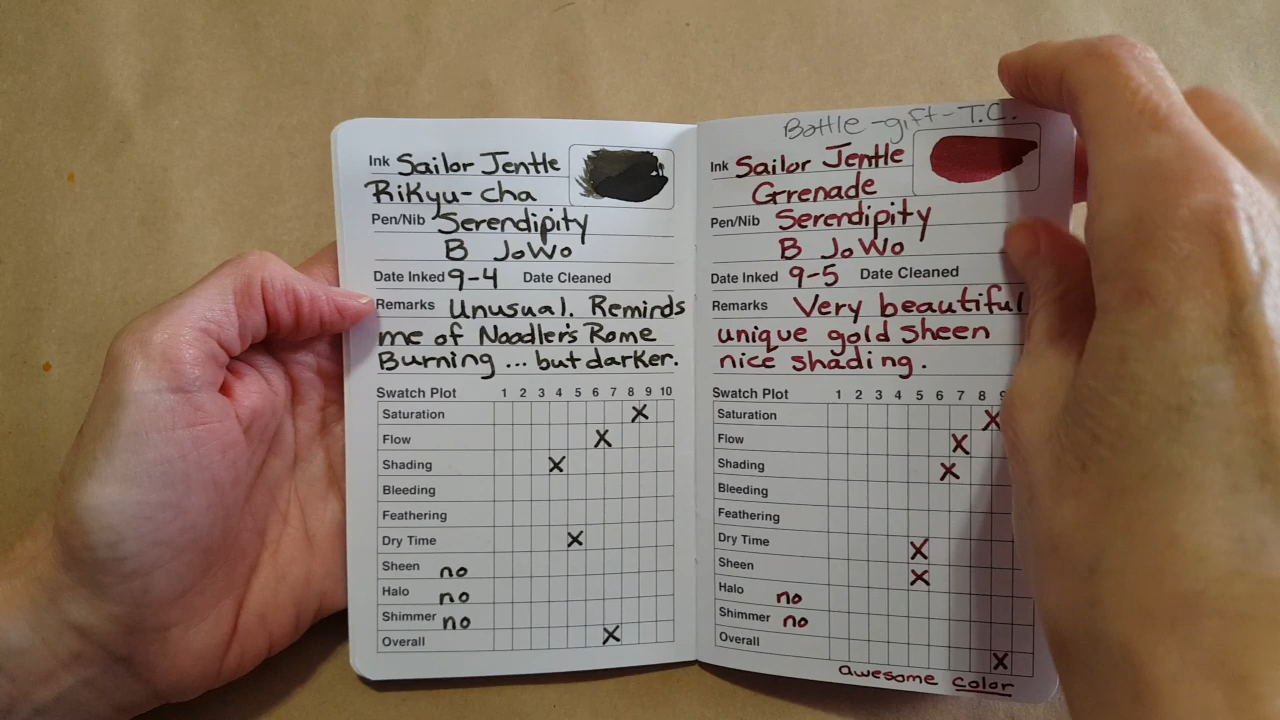 Ink Sailor Jentle
Rikyu-cha
Pen/Nib Serendipity
B JoWo
Date Inked 9-4 Date Cleaned
Remarks Unusual. Reminds
me of Noodler's Rome
Burning ... but darker.
Swatch Plot 1 2 3 4 5 6 7 8 9 10
Saturation X
Flow X
Shading X
Bleeding
Feathering
Dry Time X
Sheen no
Halo no
Shimmer no
Overall X
Bottle - gift - T.C.
Ink Sailor Jentle
Grenade
Pen/Nib Serendipity
B JoWo
Date Inked 9-5 Date Cleaned
Remarks Very beautiful
unique gold sheen
nice shading.
Swatch Plot 1 2 3 4 5 6 7 8 9
Saturation X
Flow X
Shading X
Bleeding
Feathering
Dry Time X
Sheen X
Halo no
Shimmer no
Overall X
awesome color